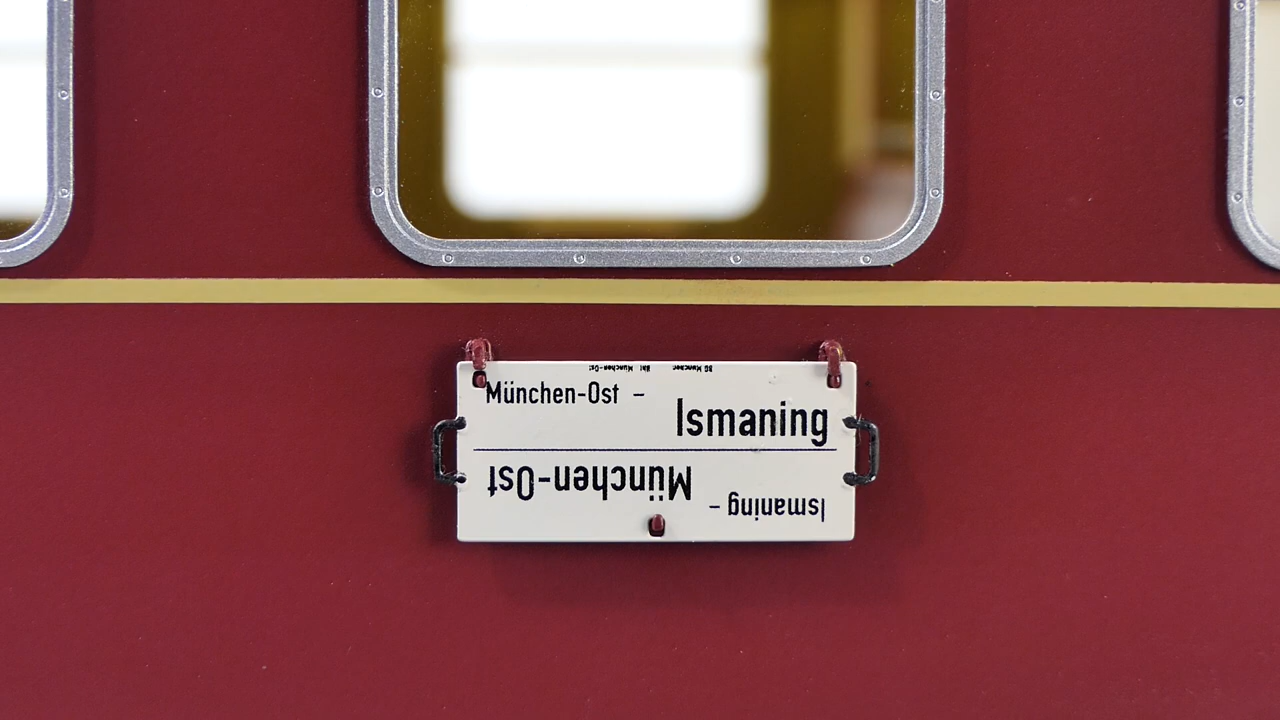 München-Ost –
Ismaning
Ismaning –
München-Ost